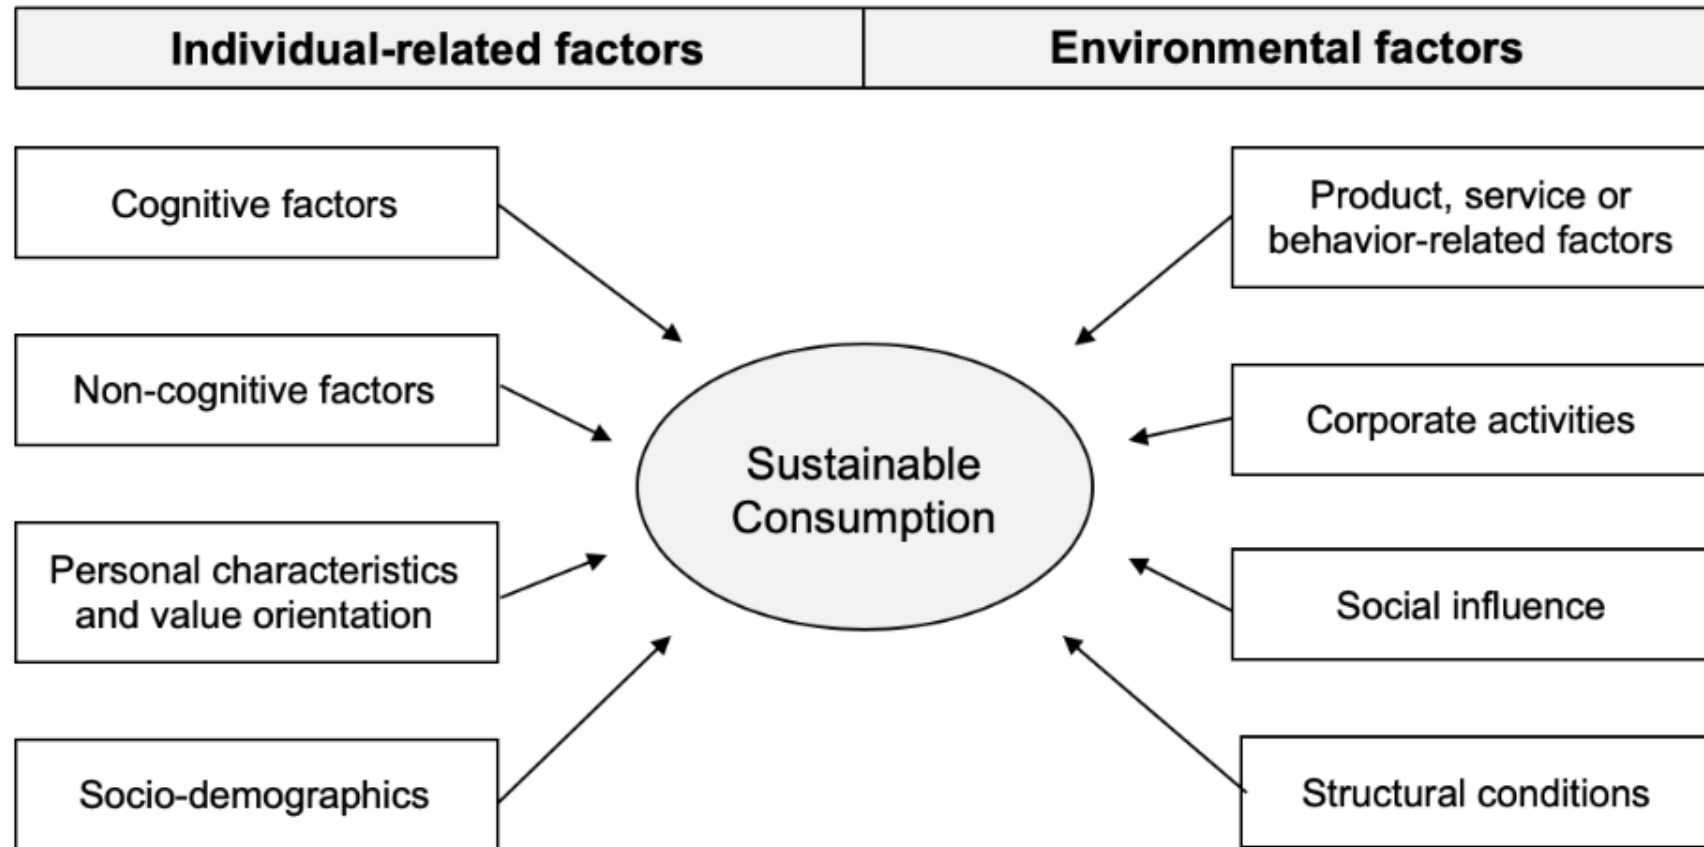 Individual-related factors
Environmental factors
Cognitive factors
Non-cognitive factors
Personal characteristics
and value orientation
Socio-demographics
Sustainable
Consumption
Product, service or
behavior-related factors
Corporate activities
Social influence
Structural conditions